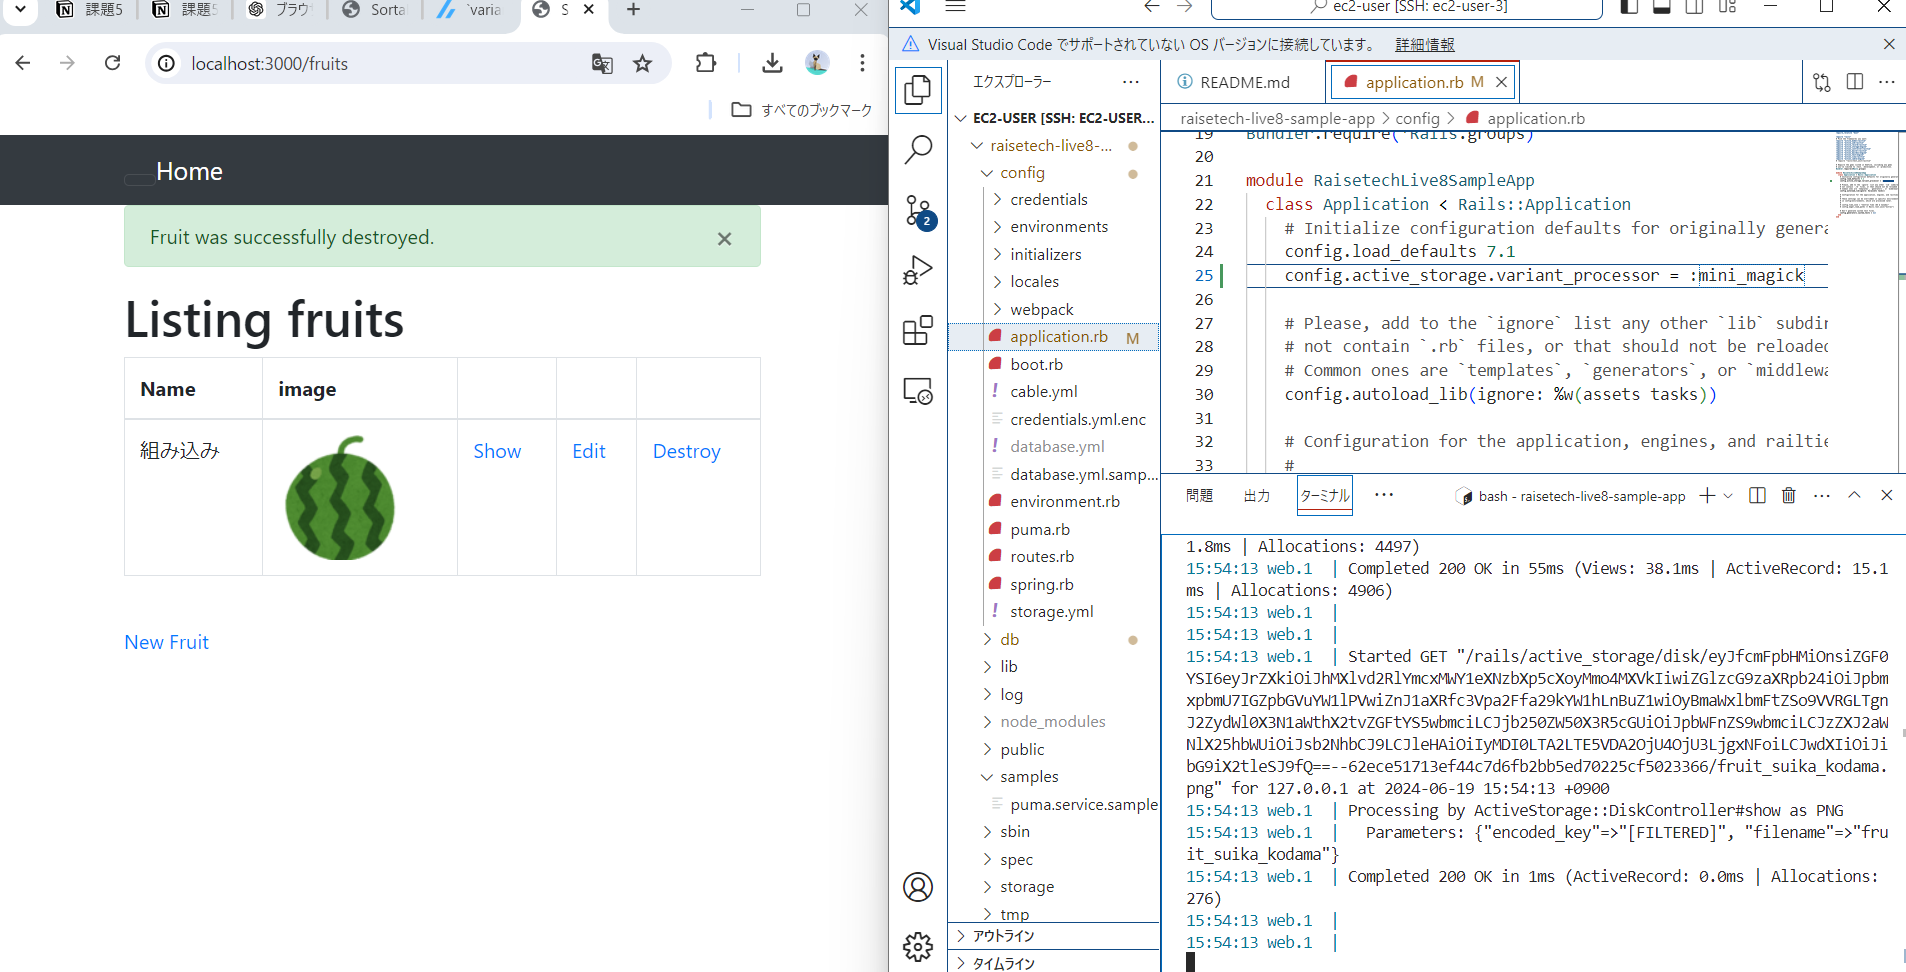 課題5
課題5
ブラウ
Sorta
`varia
S
localhost:3000/fruits
すべてのブックマーク
Home
Fruit was successfully destroyed.
Listing fruits
Name image
組み込み Show Edit Destroy
New Fruit
ec2-user [SSH: ec2-user-3]
Visual Studio Code でサポートされていない OS バージョンに接続しています。 詳細情報
エクスプローラー
2
EC2-USER [SSH: EC2-USER...
raisetech-live8-...
config
credentials
environments
initializers
locales
webpack
application.rb M
boot.rb
cable.yml
credentials.yml.enc
database.yml
database.yml.samp...
environment.rb
puma.rb
routes.rb
spring.rb
storage.yml
db
lib
log
node_modules
public
samples
puma.service.sample
sbin
spec
storage
tmp
アウトライン
タイムライン
README.md
application.rb M
raisetech-live8-sample-app > config > application.rb
19 Bundler.require(*Rails.groups)
20
21 module RaisetechLive8SampleApp
22 class Application < Rails::Application
23 # Initialize configuration defaults for originally genera
24 config.load_defaults 7.1
25 config.active_storage.variant_processor = :mini_magick
26
27 # Please, add to the `ignore` list any other `lib` subdir
28 # not contain `.rb` files, or that should not be reloaded
29 # Common ones are `templates`, `generators`, or `middlewa
30 config.autoload_lib(ignore: %w(assets tasks))
31
32 # Configuration for the application, engines, and railtie
33 #
問題 出力 ターミナル ··· bash - raisetech-live8-sample-app
1.8ms | Allocations: 4497)
15:54:13 web.1 | Completed 200 OK in 55ms (Views: 38.1ms | ActiveRecord: 15.1
ms | Allocations: 4906)
15:54:13 web.1 |
15:54:13 web.1 |
15:54:13 web.1 | Started GET "/rails/active_storage/disk/eyJfcmFpbHMiOnsiZGF0
YSI6eyJrZXkiOiJhMXlvd2RlYmcxMWY1eXNzbXp5cXoyMmo4MXVkIiwiZGlzcG9zaXRpb24iOiJpbm
xpbmU7IGZpbGVuYW1lPVwiZnJ1aXRfc3Vpa2Ffa29kYW1hLnBuZ1wiOyBmaWxlbmFtZSo9VVRGLTgn
J2ZydWl0X3N1aWthX2tvZGFtYS5wbmciLCJjb250ZW50X3R5cGUiOiJpbWFnZS9wbmciLCJzZXJ2aW
NlX25hbWUiOiJsb2NhbCJ9LCJleHAiOiIyMDI0LTA2LTE5VDA2OjU4OjU3LjgxNFoiLCJwdXIiOiJi
bG9iX2tleSJ9fQ==--62ece51713ef44c7d6fb2bb5ed70225cf5023366/fruit_suika_kodama.
png" for 127.0.0.1 at 2024-06-19 15:54:13 +0900
15:54:13 web.1 | Processing by ActiveStorage::DiskController#show as PNG
15:54:13 web.1 | Parameters: {"encoded_key"=>"[FILTERED]", "filename"=>"fru
it_suika_kodama"}
15:54:13 web.1 | Completed 200 OK in 1ms (ActiveRecord: 0.0ms | Allocations:
276)
15:54:13 web.1 |
15:54:13 web.1 |